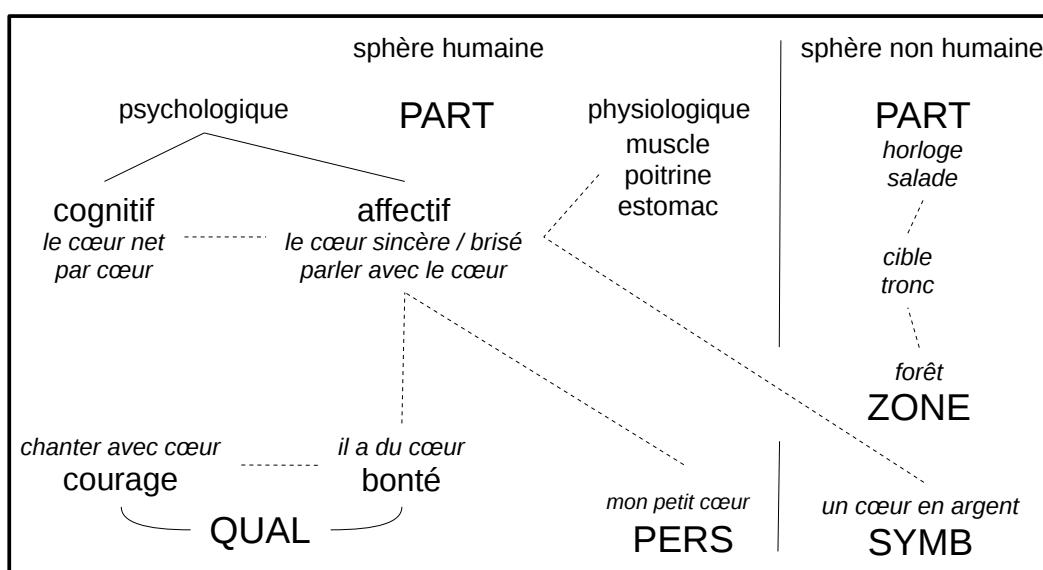 sphère humaine
sphère non humaine
psychologique
PART
physiologique
muscle
poitrine
estomac
PART
horloge
salade
cognitif
le cœur net
par cœur
affectif
le cœur sincère / brisé
parler avec le cœur
cible
tronc
forêt
ZONE
chanter avec cœur
courage
il a du cœur
bonté
QUAL
mon petit cœur
PERS
un cœur en argent
SYMB